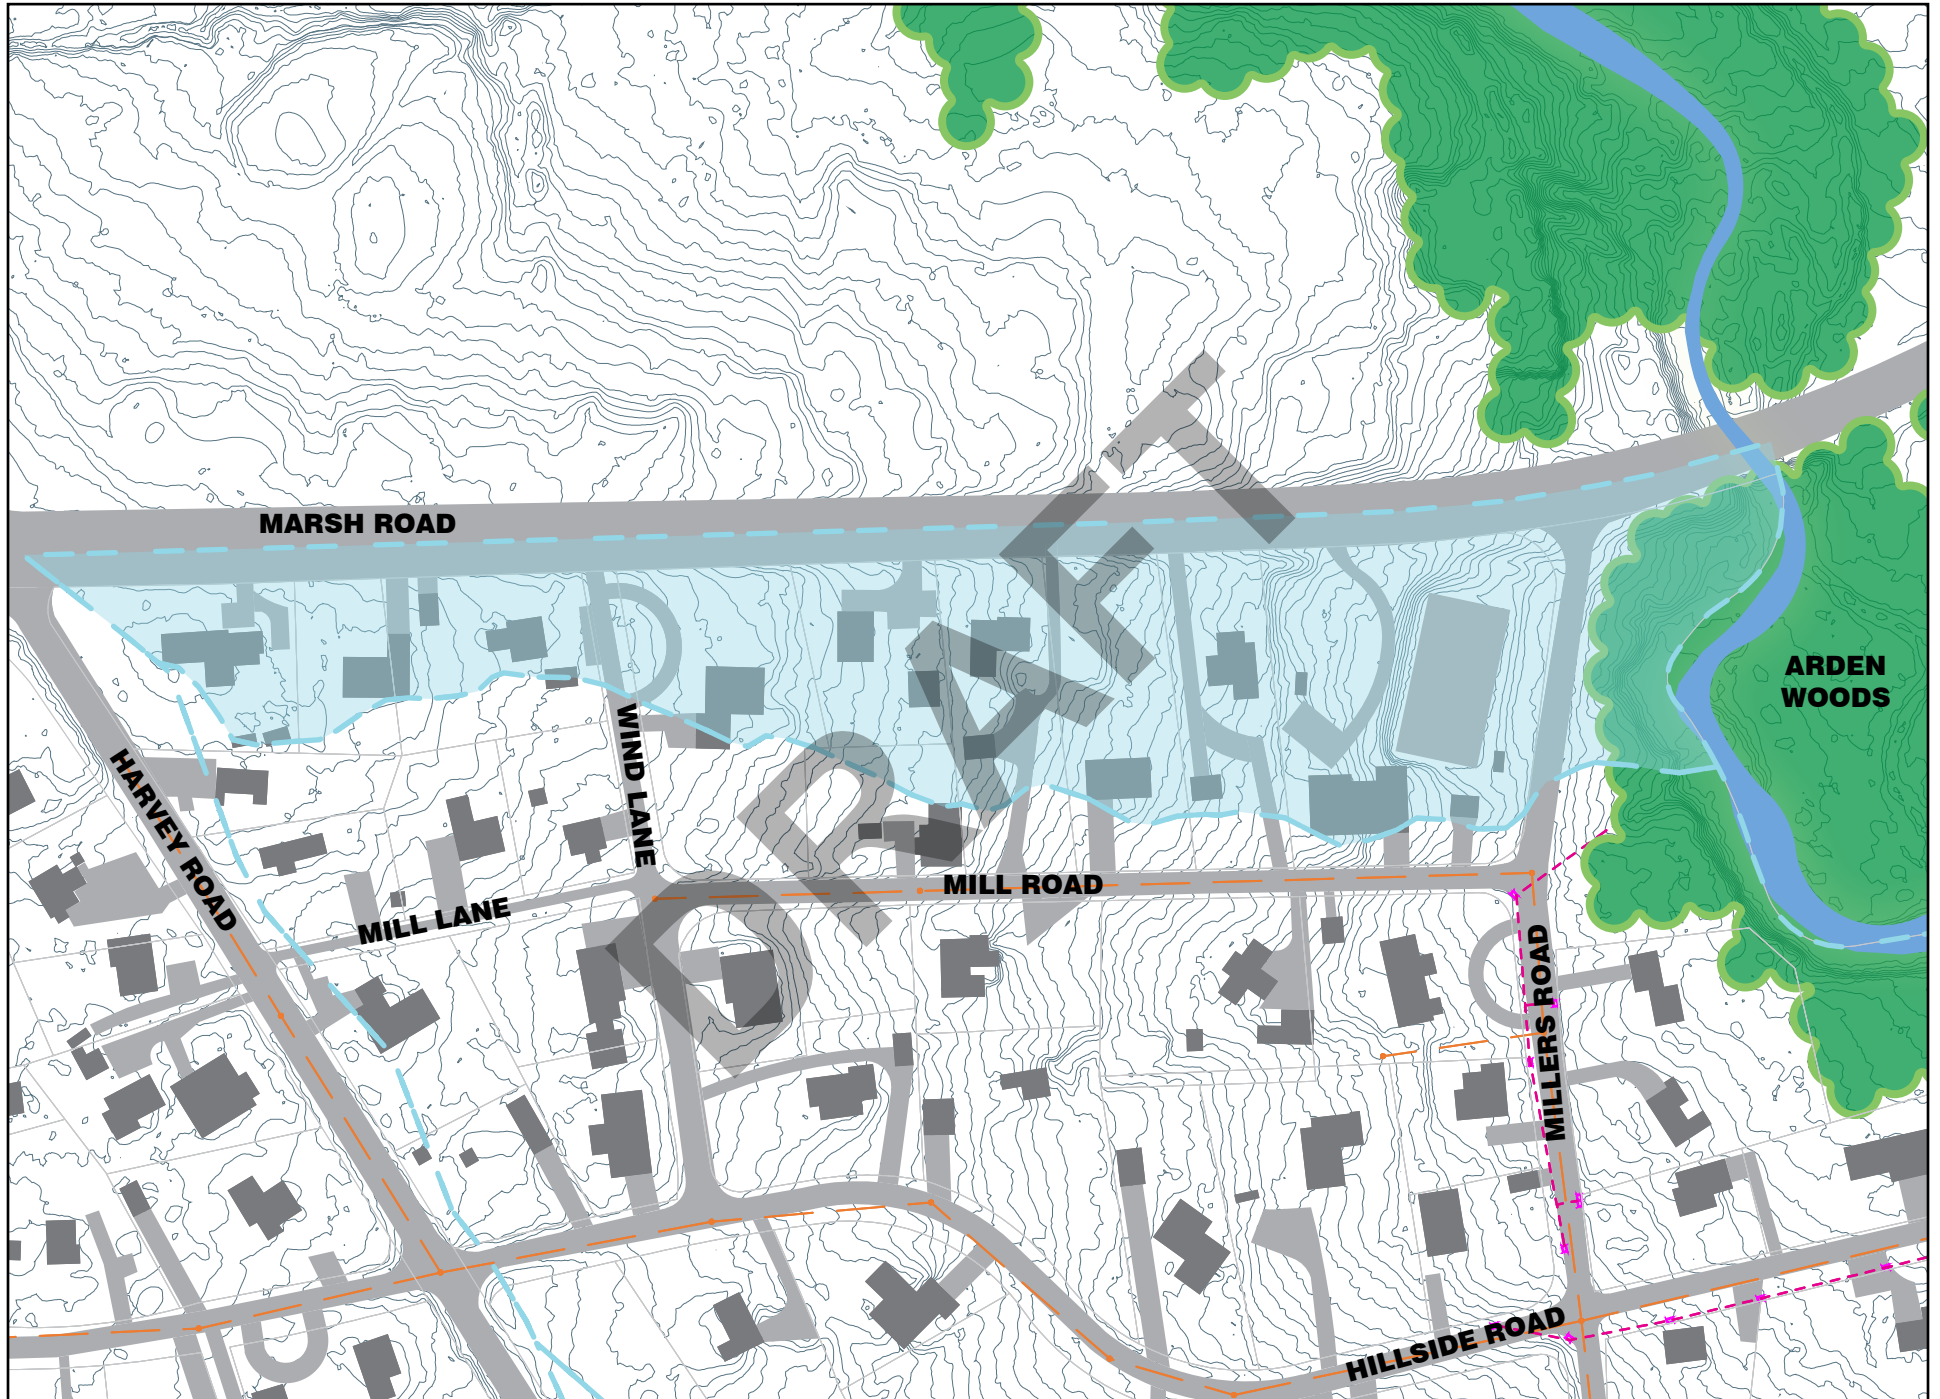 MARSH ROAD
ARDEN
WOODS
WIND LANE
HARVEY ROAD
DRAFT
MILL ROAD
MILL LANE
MILLERS ROAD
HILLSIDE ROAD